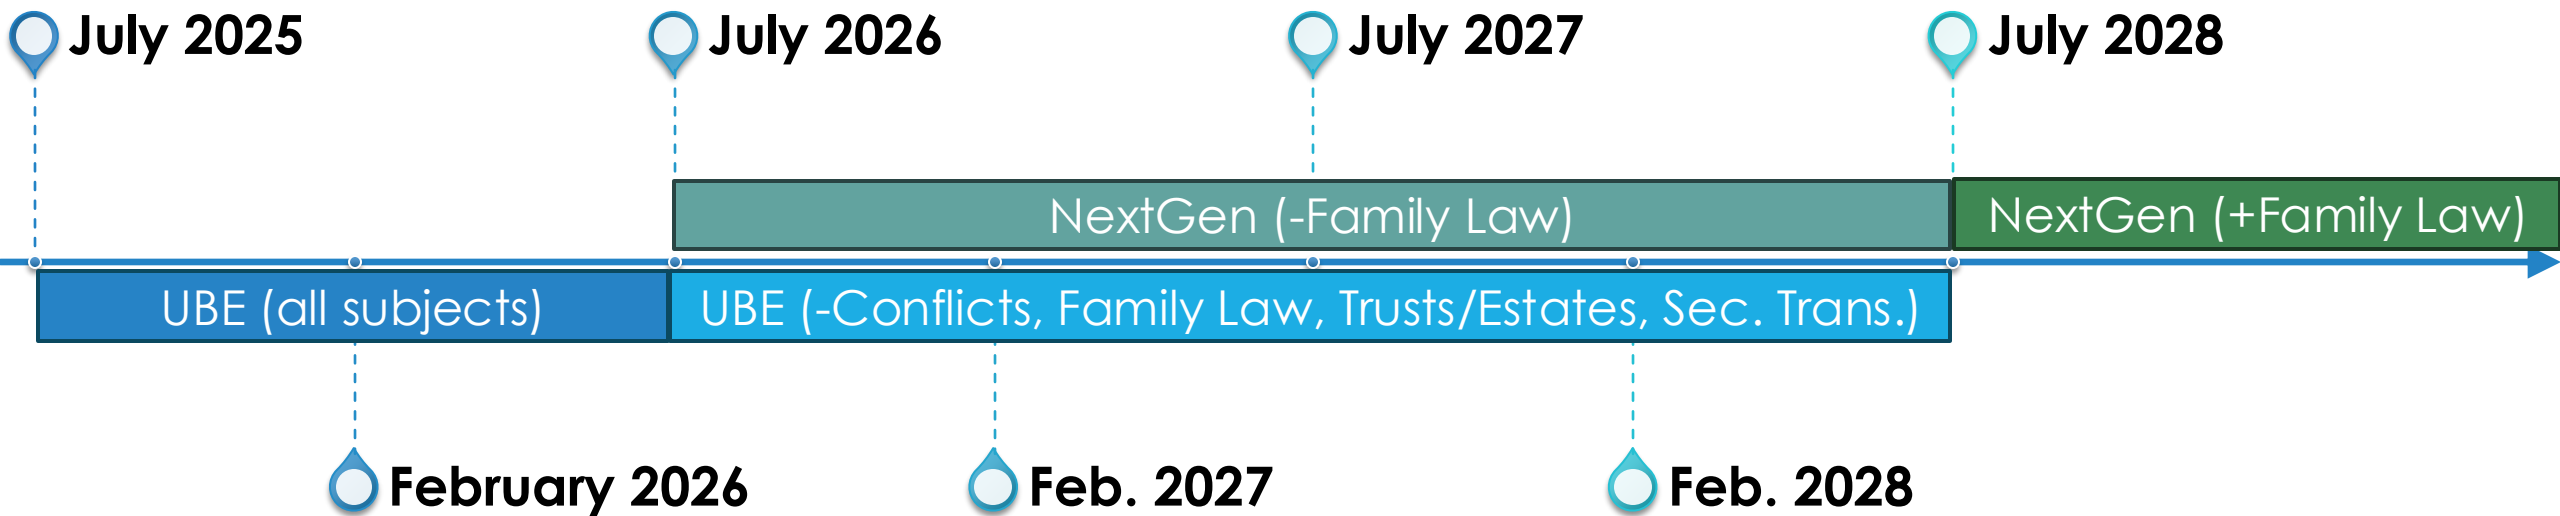 July 2025
July 2026
July 2027
July 2028
NextGen (-Family Law)
NextGen (+Family Law)
UBE (all subjects)
UBE (-Conflicts, Family Law, Trusts/Estates, Sec. Trans.)
February 2026
Feb. 2027
Feb. 2028